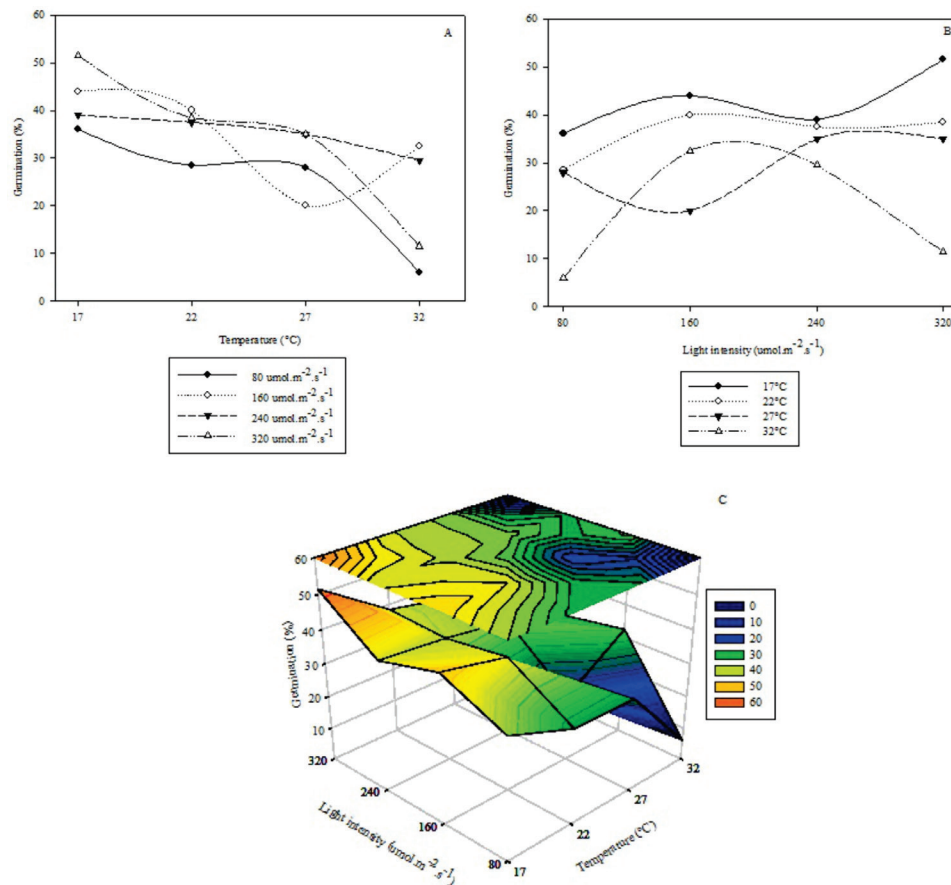 60
50
40
30
20
10
0
Germination (%)
A
17
22
27
32
Temperature (°C)
80 umol.m⁻².s⁻¹
160 umol.m⁻².s⁻¹
240 umol.m⁻².s⁻¹
320 umol.m⁻².s⁻¹
60
50
40
30
20
10
0
Germination (%)
B
80
160
240
320
Light intensity (umol.m⁻².s⁻¹)
17°C
22°C
27°C
32°C
C
60
50
40
30
20
10
Germination (%)
320
240
160
80
Light intensity (umol.m⁻².s⁻¹)
17
22
27
32
Temperature (°C)
0
10
20
30
40
50
60